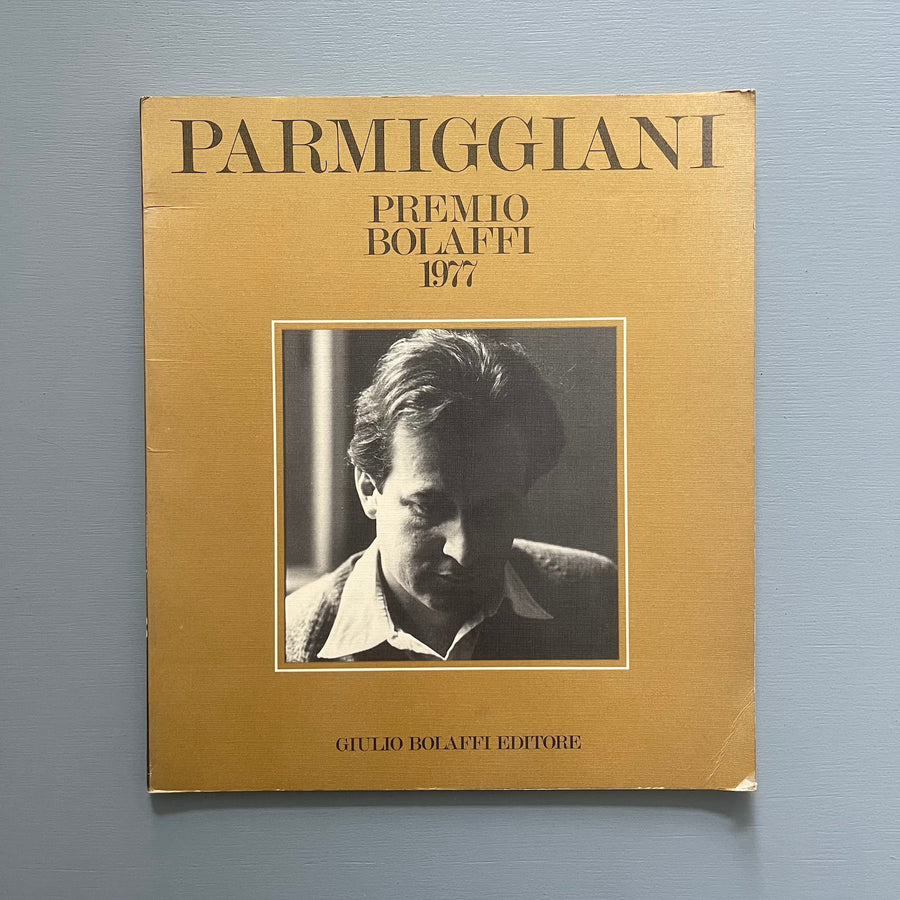 PARMIGGIANI
PREMIO
BOLAFFI
1977
GIULIO BOLAFFI EDITORE